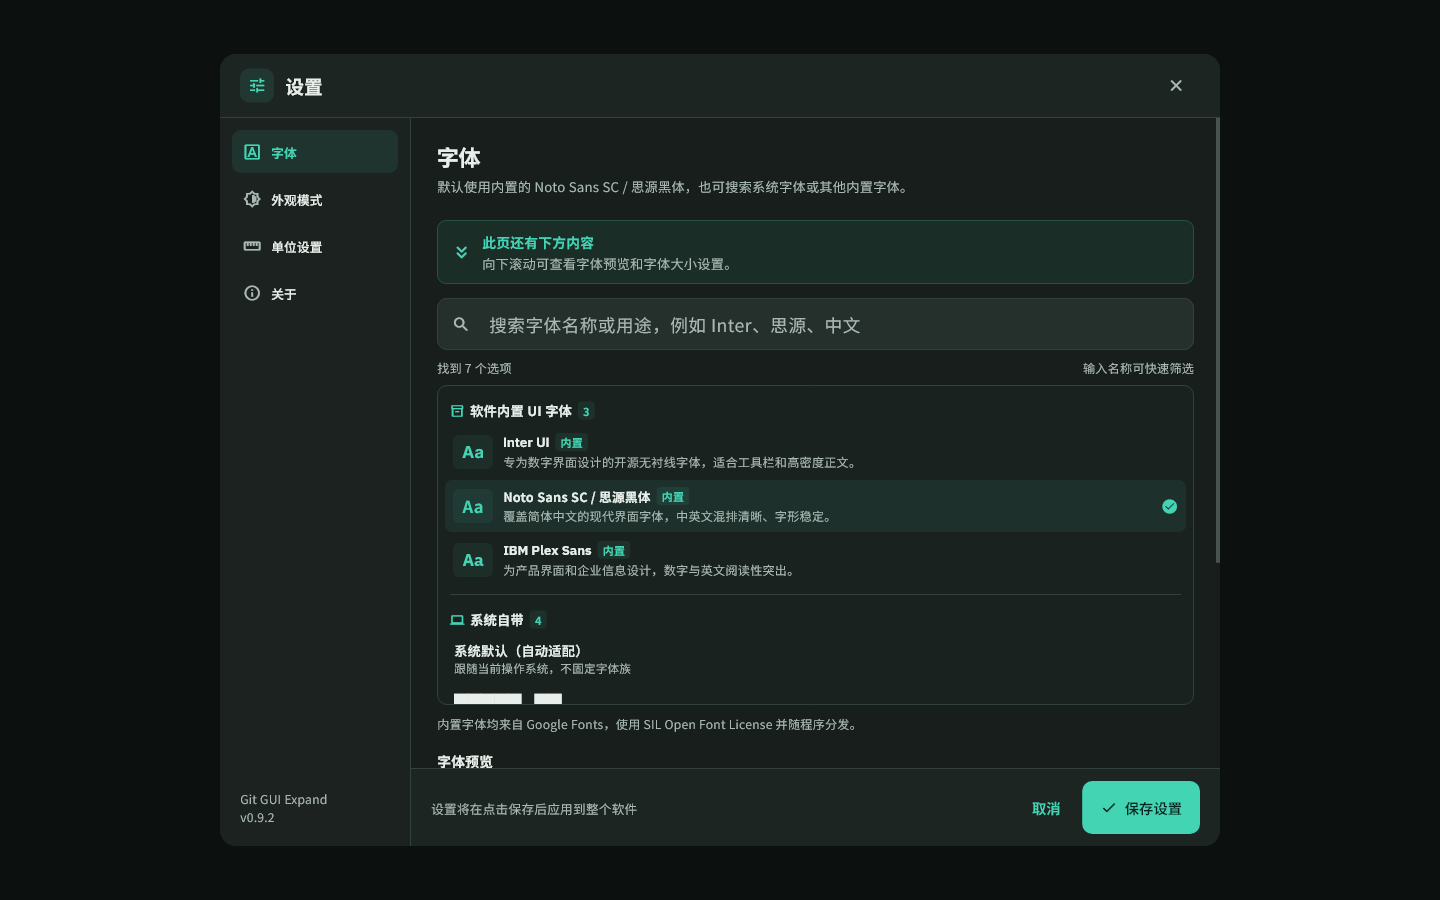 设置
字体
外观模式
单位设置
关于
Git GUI Expand
v0.9.2
字体
默认使用内置的 Noto Sans SC / 思源黑体，也可搜索系统字体或其他内置字体。
此页还有下方内容
向下滚动可查看字体预览和字体大小设置。
搜索字体名称或用途，例如 Inter、思源、中文
找到 7 个选项
输入名称可快速筛选
软件内置 UI 字体 3
Aa
Inter UI 内置
专为数字界面设计的开源无衬线字体，适合工具栏和高密度正文。
Aa
Noto Sans SC / 思源黑体 内置
覆盖简体中文的现代界面字体，中英文混排清晰、字形稳定。
Aa
IBM Plex Sans 内置
为产品界面和企业信息设计，数字与英文阅读性突出。
系统自带 4
系统默认（自动适配）
跟随当前操作系统，不固定字体族
内置字体均来自 Google Fonts，使用 SIL Open Font License 并随程序分发。
字体预览
设置将在点击保存后应用到整个软件
取消
保存设置